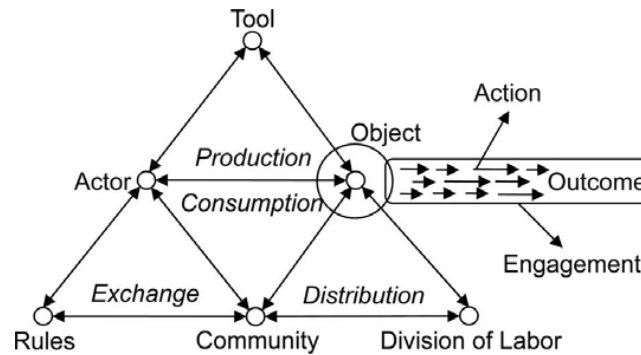 Tool
Action
Object
Production
Actor
Outcome
Consumption
Engagement
Exchange
Distribution
Rules
Community
Division of Labor